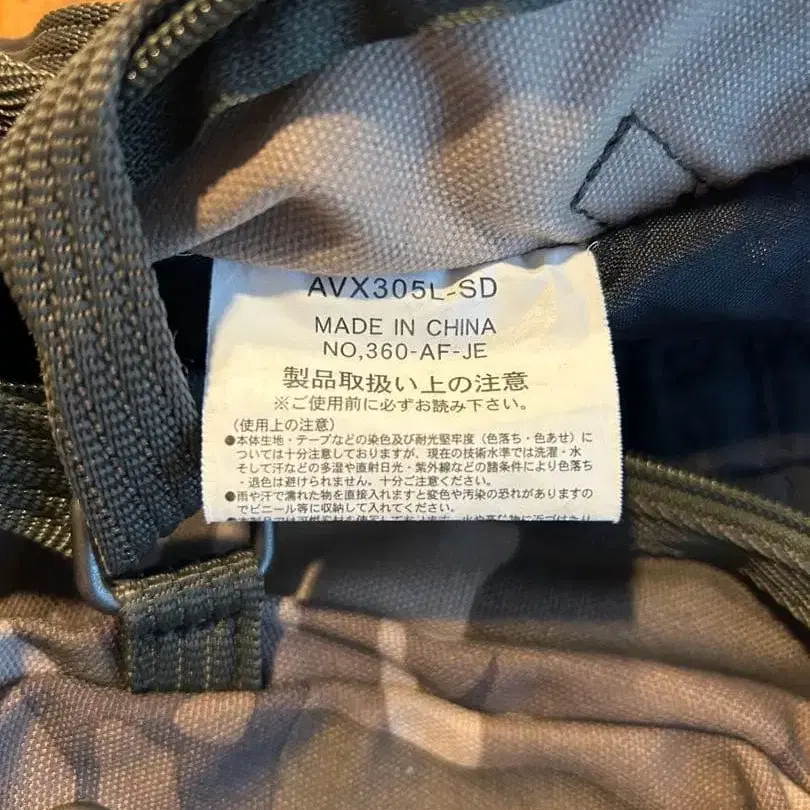 AVX305L-SD
MADE IN CHINA
NO,360-AF-JE
製品取扱い上の注意
※ご使用前に必ずお読み下さい。
(使用上の注意)
●本体生地・テープなどの染色及び耐光堅牢度(色落ち・色あせ)に
ついては十分注意しておりますが、現在の技術水準では洗濯・水
そして汗などの多湿や直射日光・紫外線などの諸条件により色落ち
・退色は避けられません。十分ご注意ください。
●雨や汗で濡れた物を直接入れますと変色や汚染の恐れがありますの
でビニール等に収納して入れてください。